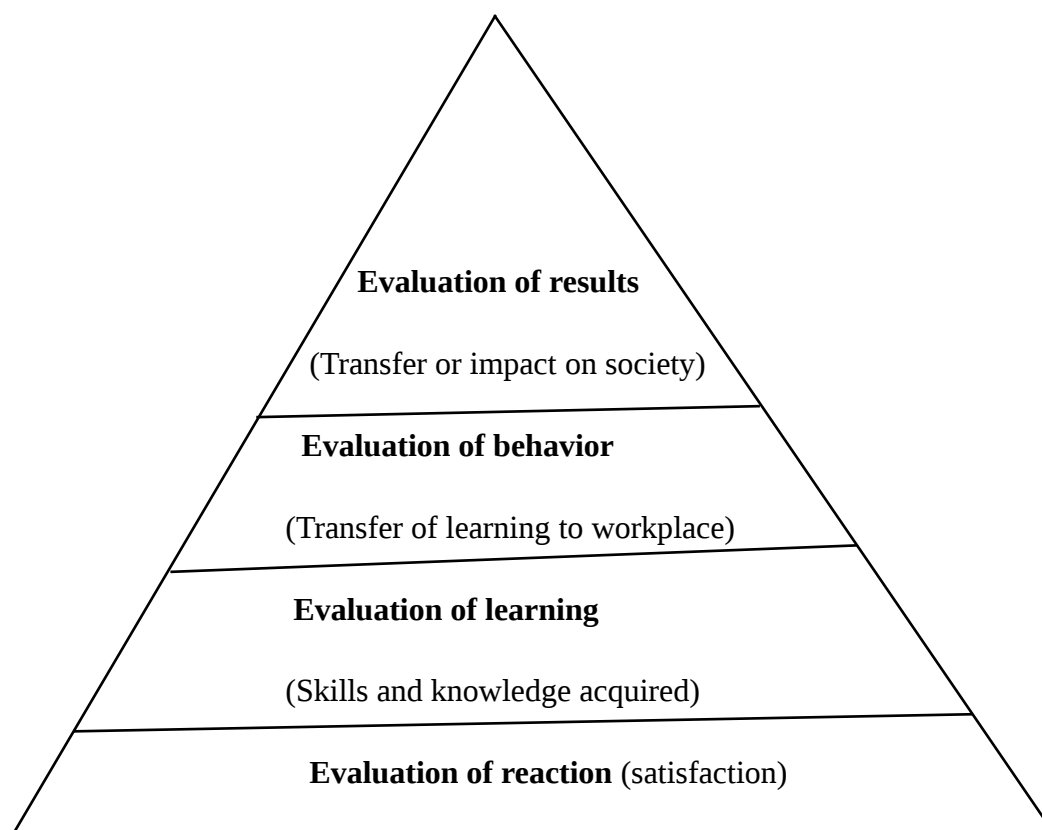 Evaluation of results
(Transfer or impact on society)
Evaluation of behavior
(Transfer of learning to workplace)
Evaluation of learning
(Skills and knowledge acquired)
Evaluation of reaction (satisfaction)